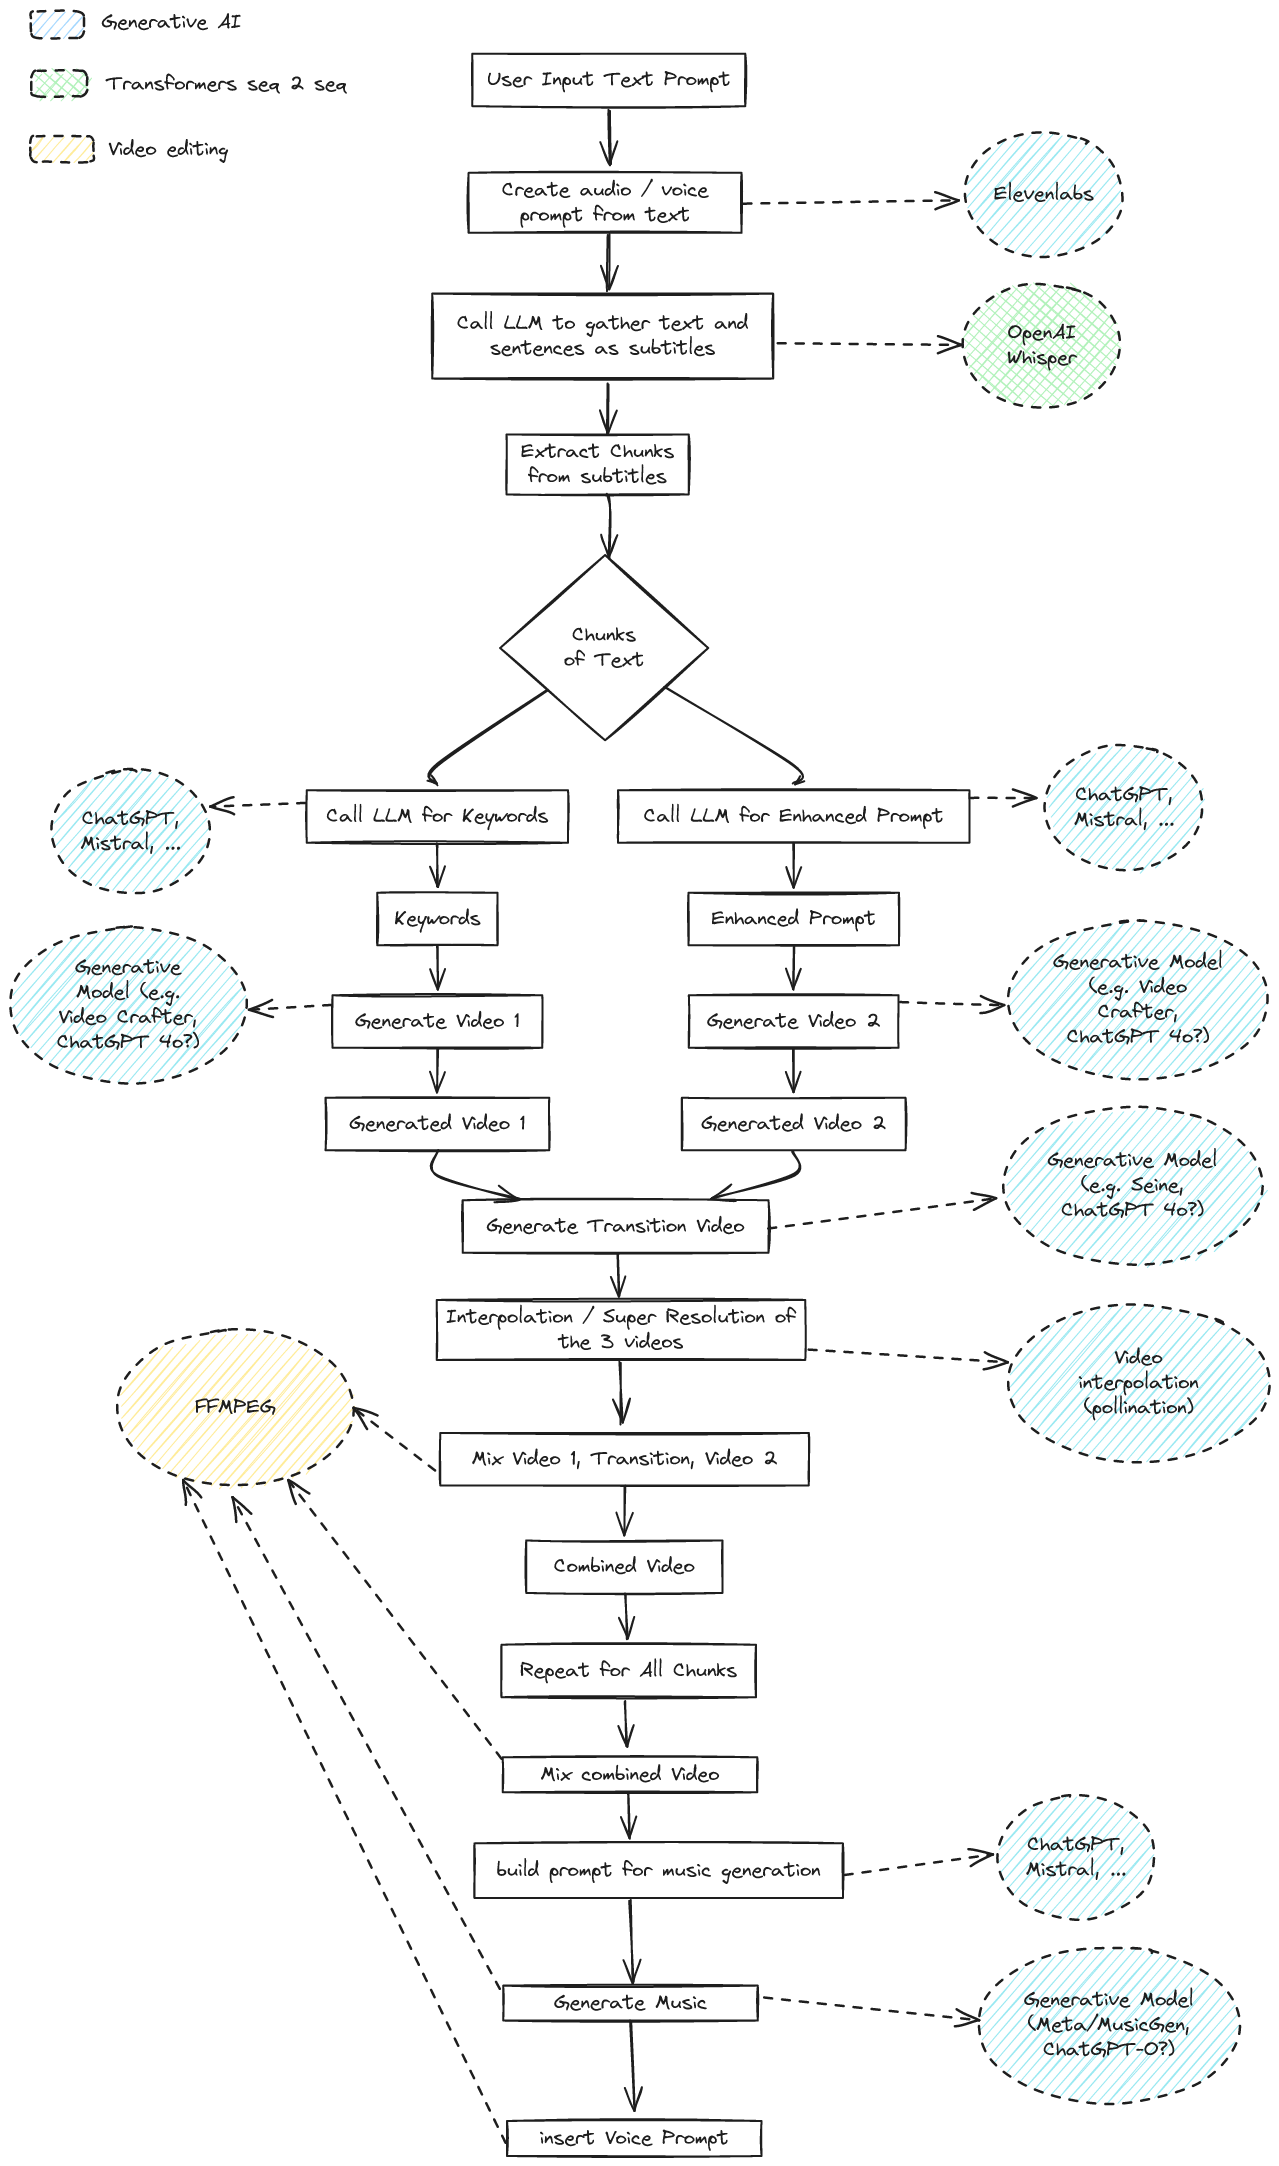 Generative AI
Transformers seq 2 seq
Video editing
User Input Text Prompt
Create audio / voice
prompt from text
Elevenlabs
Call LLM to gather text and
sentences as subtitles
OpenAI
Whisper
Extract Chunks
from subtitles
Chunks
of Text
ChatGPT,
Mistral, ...
Call LLM for Keywords
Call LLM for Enhanced Prompt
ChatGPT,
Mistral, ...
Keywords
Enhanced Prompt
Generative
Model (e.g.
Video Crafter,
ChatGPT 4o?)
Generate Video 1
Generate Video 2
Generative Model
(e.g. Video
Crafter,
ChatGPT 4o?)
Generated Video 1
Generated Video 2
Generate Transition Video
Generative Model
(e.g. Seine,
ChatGPT 4o?)
Interpolation / Super Resolution of
the 3 videos
Video
interpolation
(pollination)
FFMPEG
Mix Video 1, Transition, Video 2
Combined Video
Repeat for All Chunks
Mix combined Video
build prompt for music generation
ChatGPT,
Mistral, ...
Generate Music
Generative Model
(Meta/MusicGen,
ChatGPT-O?)
insert Voice Prompt